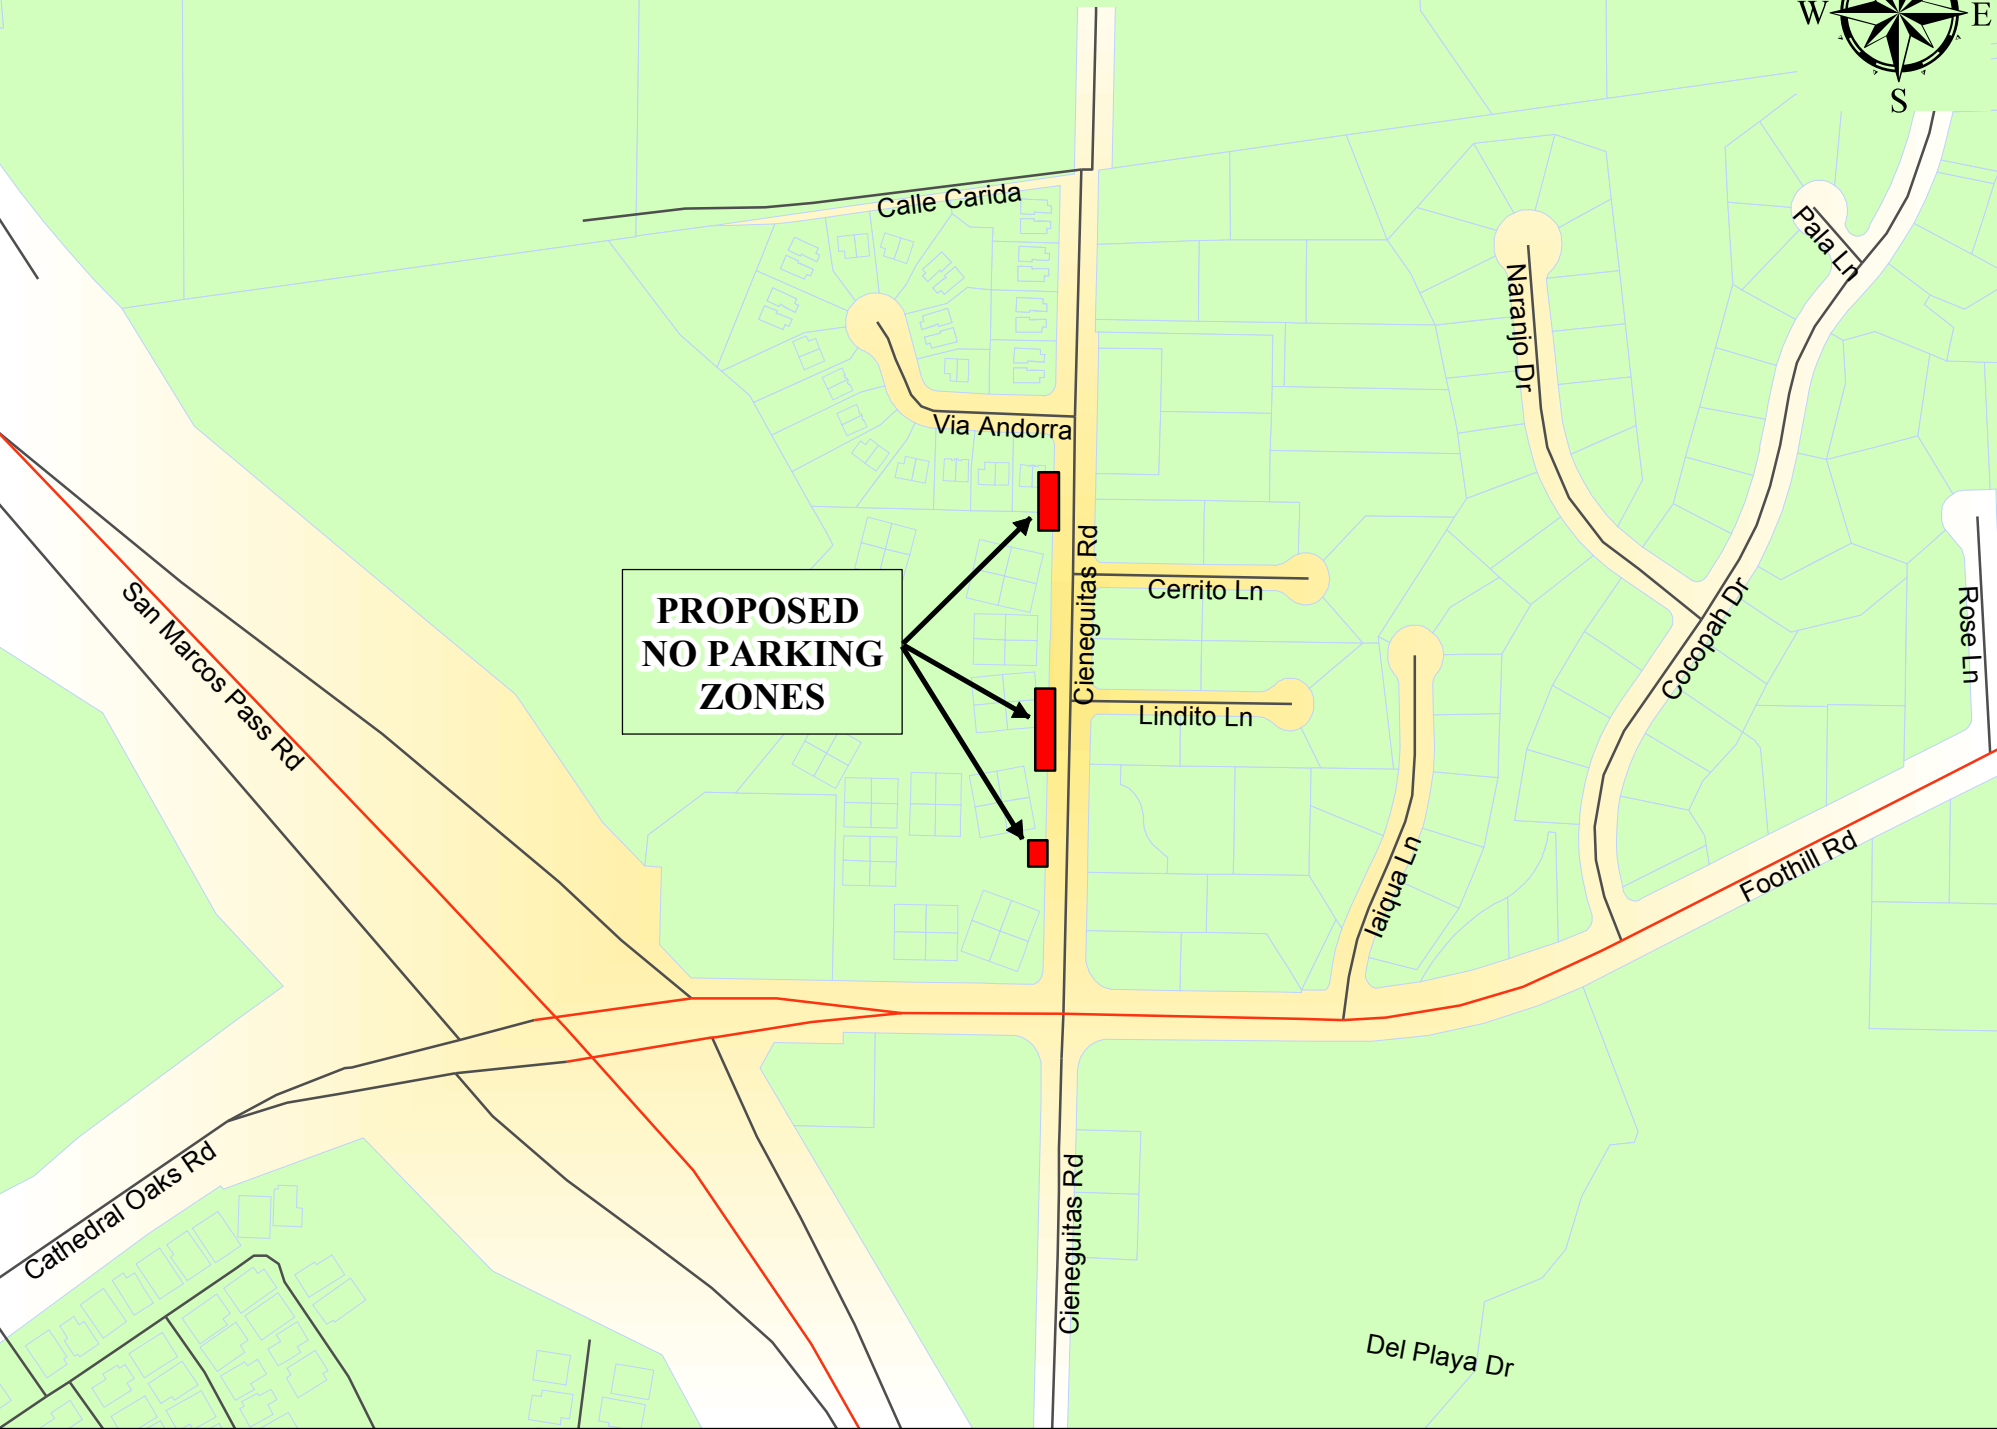 W
E
S
Calle Carida
Pala Ln
Naranjo Dr
Via Andorra
Cieneguitas Rd
Cerrito Ln
PROPOSED
NO PARKING
ZONES
San Marcos Pass Rd
Rose Ln
Cocopah Dr
Lindito Ln
Iaiqua Ln
Foothill Rd
Cathedral Oaks Rd
Cieneguitas Rd
Del Playa Dr